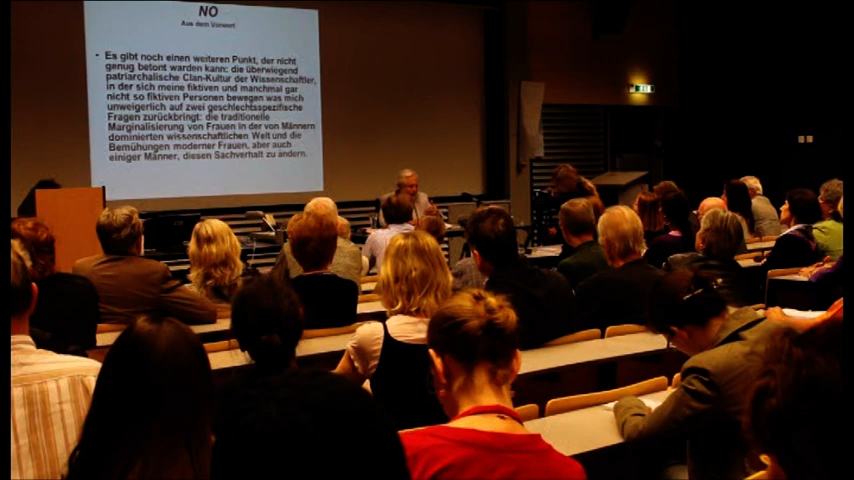 NO
Aus dem Vorwort
• Es gibt noch einen weiteren Punkt, der nicht
genug betont warden kann: die überwiegend
patriarchalische Clan-Kultur der Wissenschaftler,
in der sich meine fiktiven und manchmal gar
nicht so fiktiven Personen bewegen was mich
unweigerlich auf zwei geschlechtsspezifische
Fragen zurückbringt: die traditionelle
Marginalisierung von Frauen in der von Männern
dominierten wissenschaftlichen Welt und die
Bemühungen moderner Frauen, aber auch
einiger Männer, diesen Sachverhalt zu ändern.